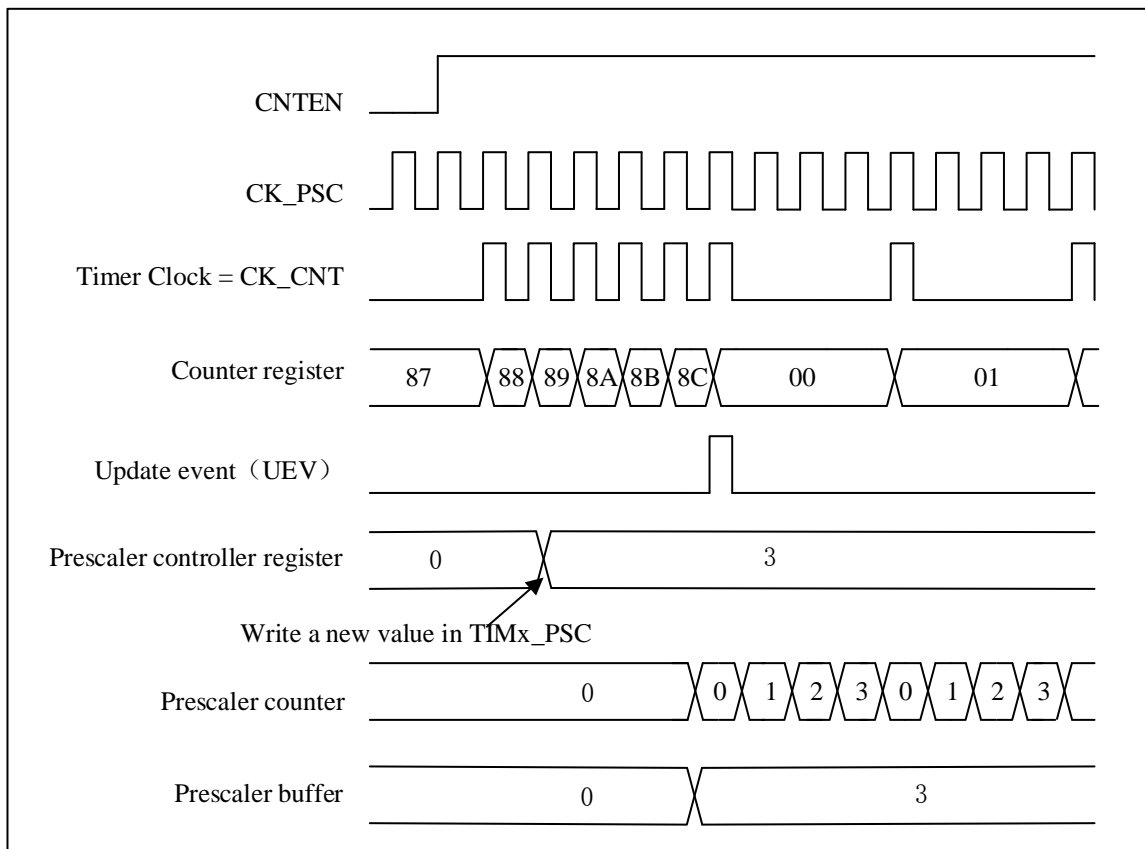 CNTEN
CK_PSC
Timer Clock = CK_CNT
Counter register
87 88 89 8A 8B 8C 00 01
Update event（UEV）
Prescaler controller register
0 3
Write a new value in TIMx_PSC
Prescaler counter
0 0 1 2 3 0 1 2 3
Prescaler buffer
0 3